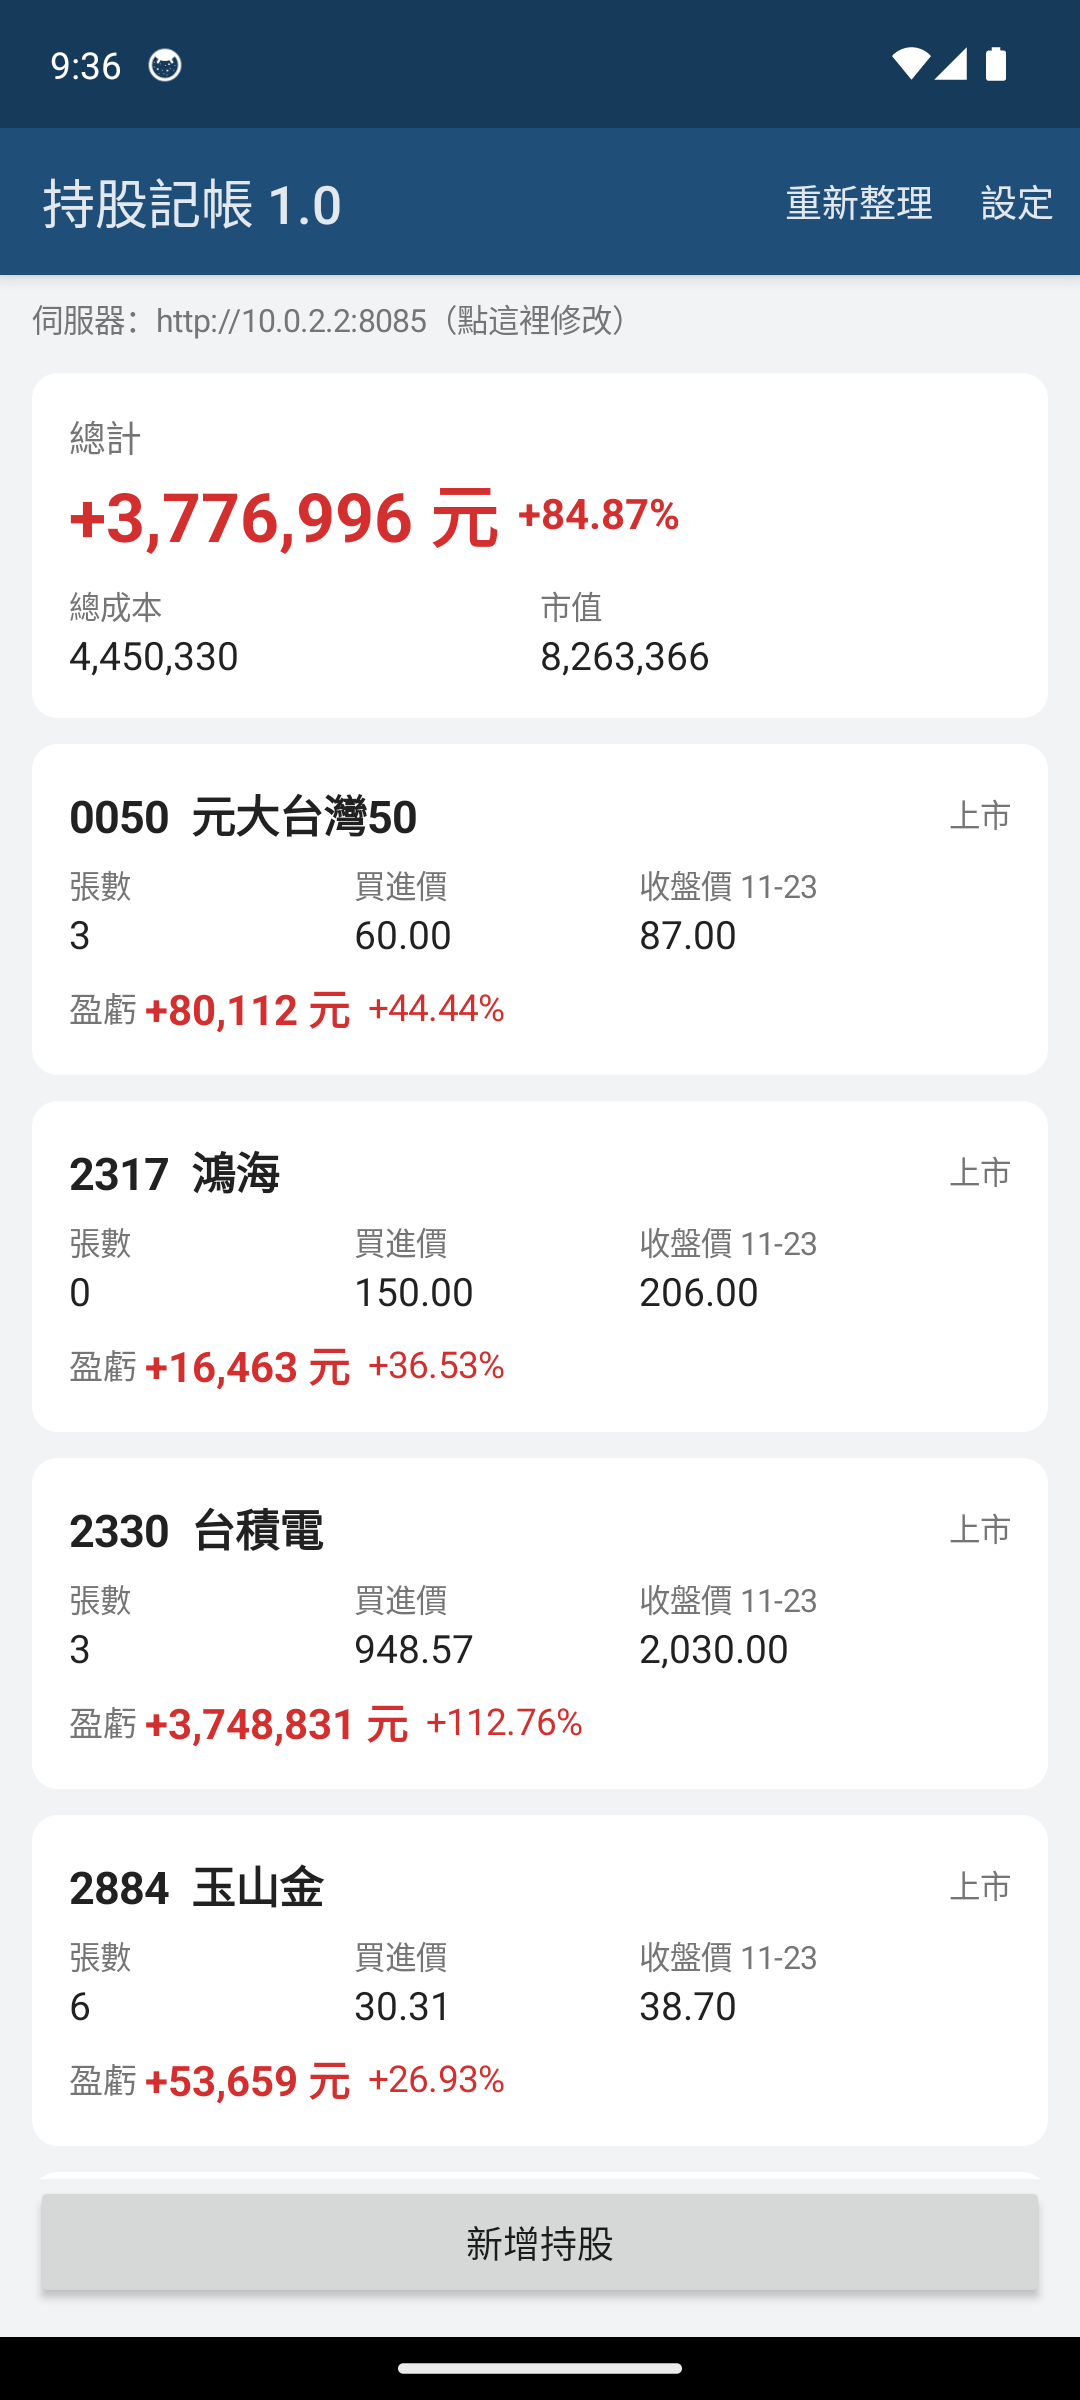 9:36
持股記帳 1.0 重新整理 設定
伺服器：http://10.0.2.2:8085（點這裡修改）
總計
+3,776,996 元 +84.87%
總成本 市值
4,450,330 8,263,366
0050 元大台灣50 上市
張數 買進價 收盤價 11-23
3 60.00 87.00
盈虧 +80,112 元 +44.44%
2317 鴻海 上市
張數 買進價 收盤價 11-23
0 150.00 206.00
盈虧 +16,463 元 +36.53%
2330 台積電 上市
張數 買進價 收盤價 11-23
3 948.57 2,030.00
盈虧 +3,748,831 元 +112.76%
2884 玉山金 上市
張數 買進價 收盤價 11-23
6 30.31 38.70
盈虧 +53,659 元 +26.93%
新增持股